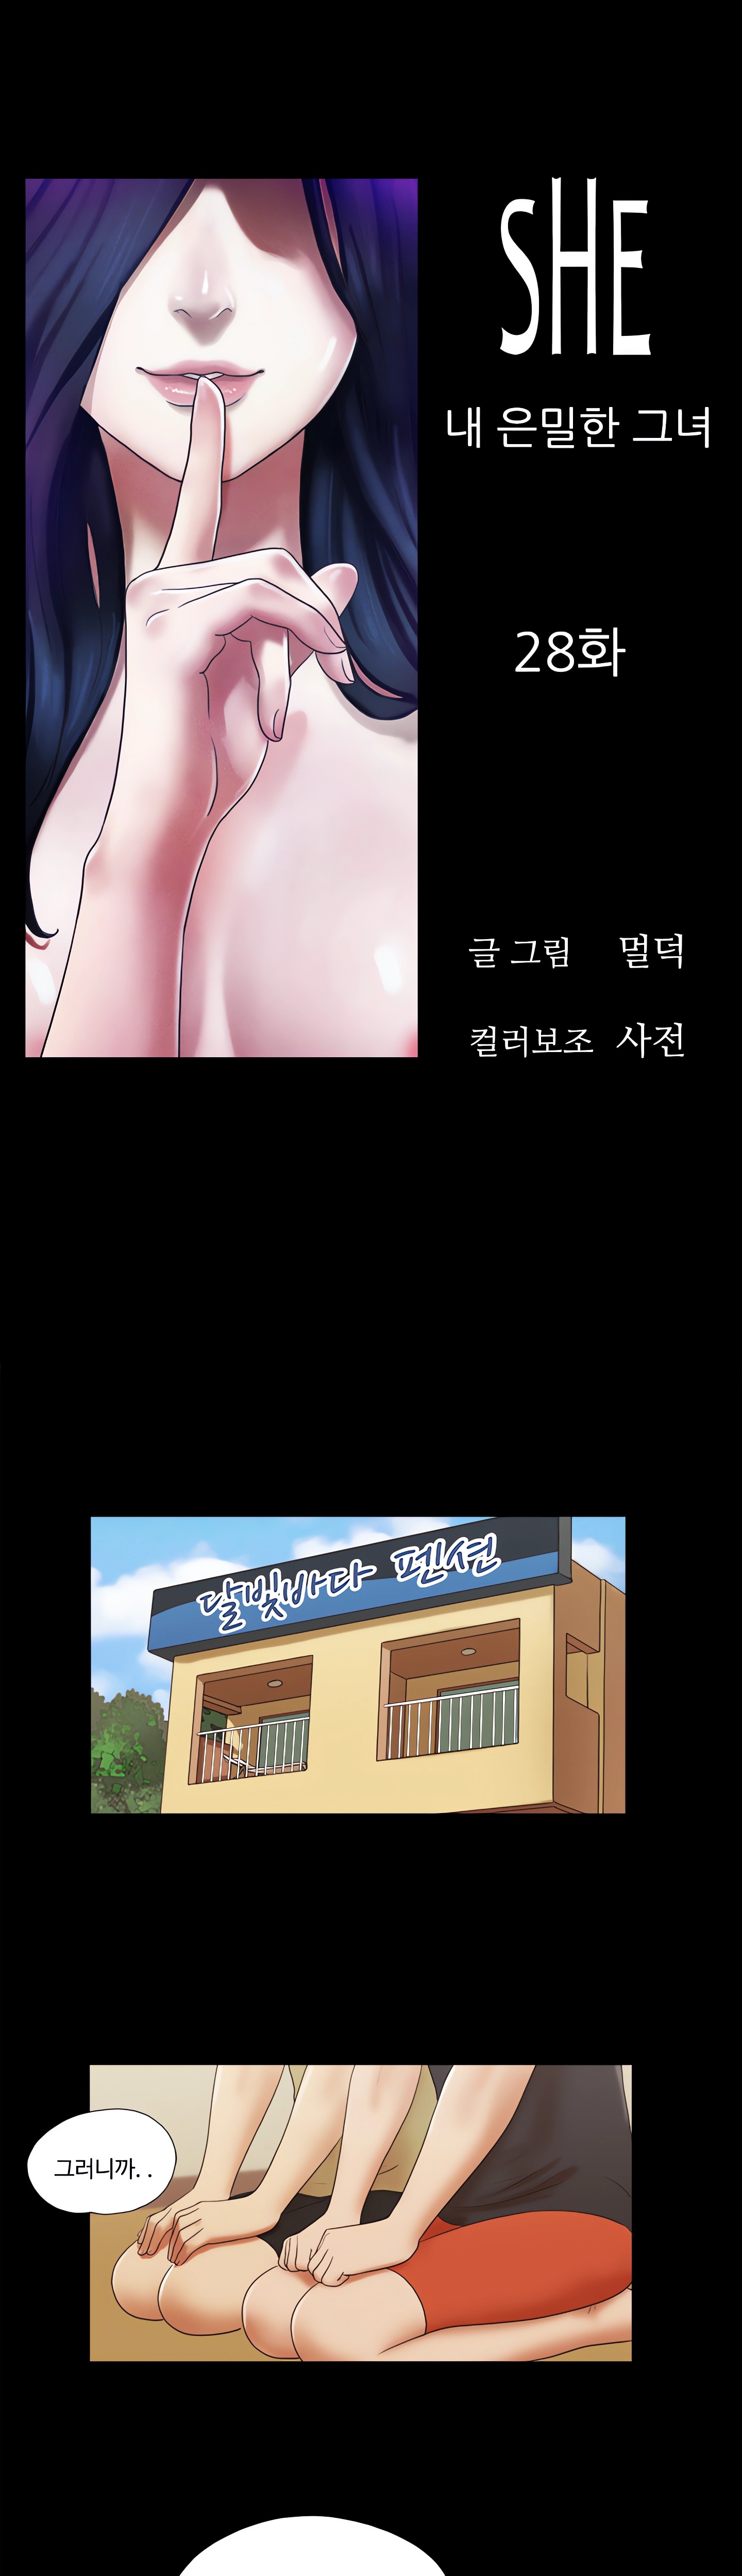 SHE
내 은밀한 그녀
28화
글 그림 멀덕
컬러보조 사전
달빛바다 펜션
그러니까. .